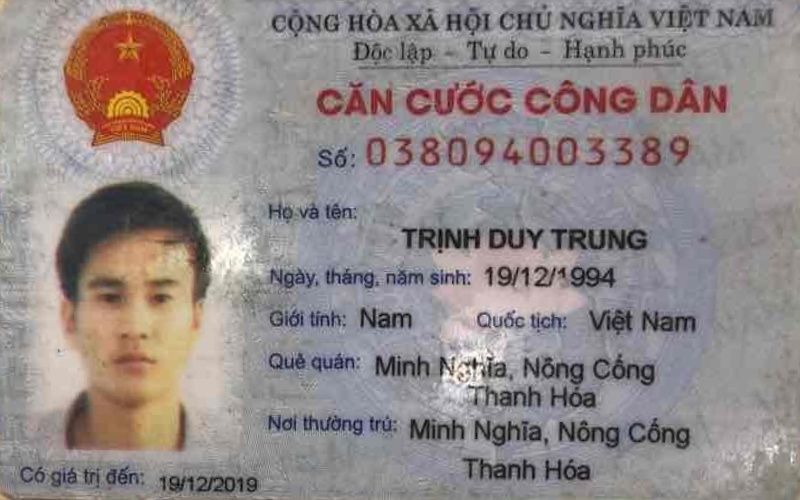 CỘNG HÒA XÃ HỘI CHỦ NGHĨA VIỆT NAM
Độc lập - Tự do - Hạnh phúc
CĂN CƯỚC CÔNG DÂN
Số: 038094003389
Họ và tên:
TRỊNH DUY TRUNG
Ngày, tháng, năm sinh: 19/12/1994
Giới tính: Nam Quốc tịch: Việt Nam
Quê quán: Minh Nghĩa, Nông Cống
Thanh Hóa
Nơi thường trú: Minh Nghĩa, Nông Cống
Thanh Hóa
Có giá trị đến: 19/12/2019